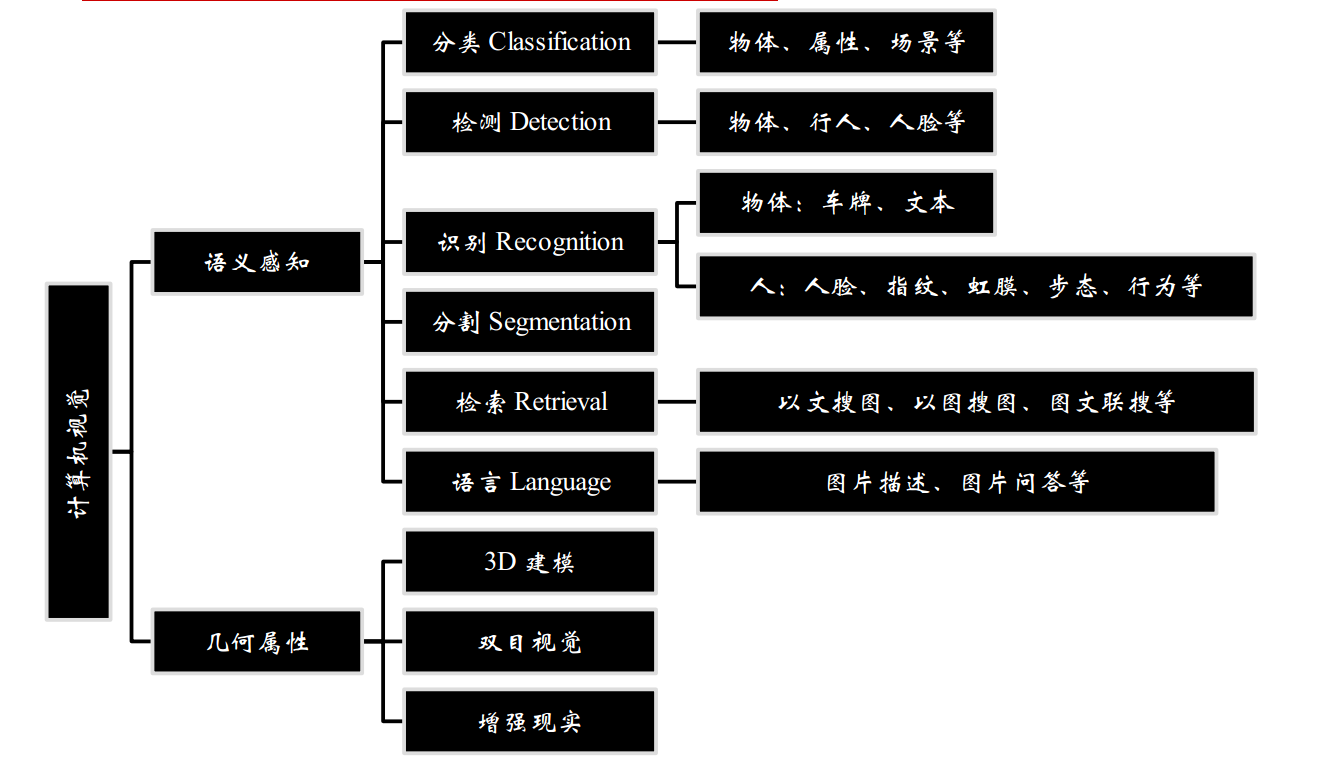 计算机视觉
语义感知
分类 Classification
物体、属性、场景等
检测 Detection
物体、行人、人脸等
识别 Recognition
物体：车牌、文本
人：人脸、指纹、虹膜、步态、行为等
分割 Segmentation
检索 Retrieval
以文搜图、以图搜图、图文联搜等
语言 Language
图片描述、图片问答等
几何属性
3D 建模
双目视觉
增强现实